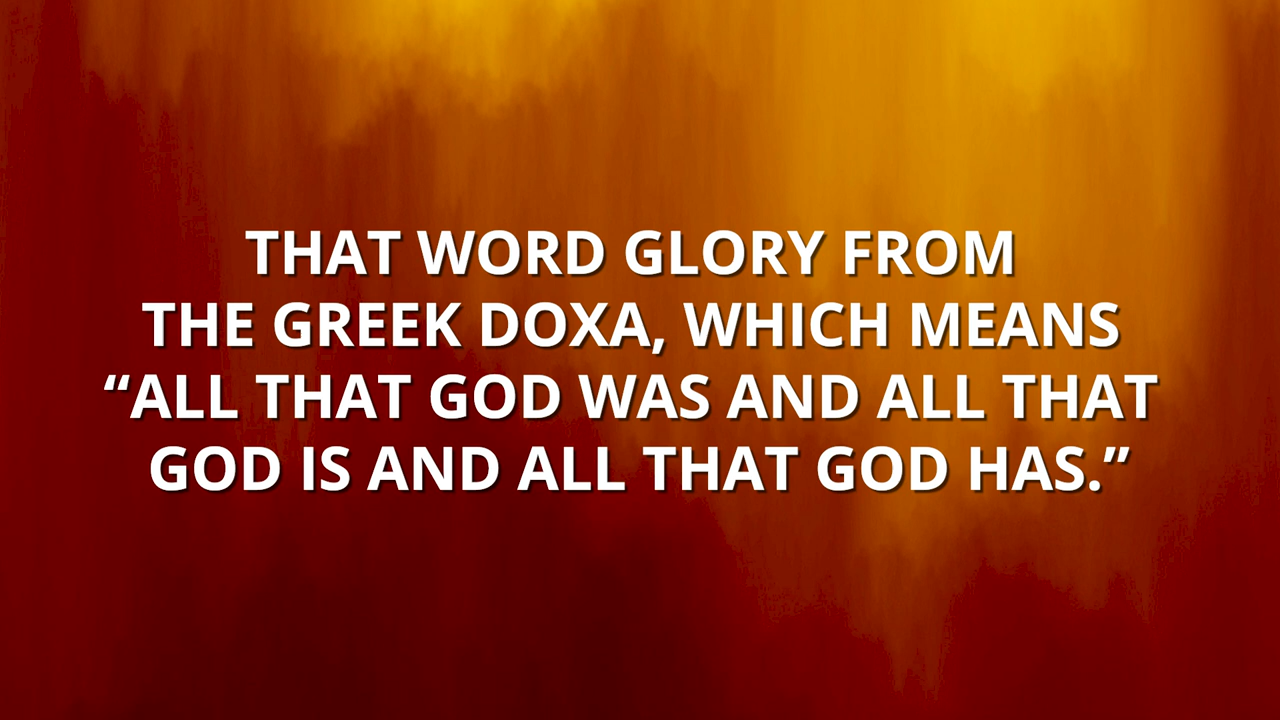 THAT WORD GLORY FROM
THE GREEK DOXA, WHICH MEANS
“ALL THAT GOD WAS AND ALL THAT
GOD IS AND ALL THAT GOD HAS.”